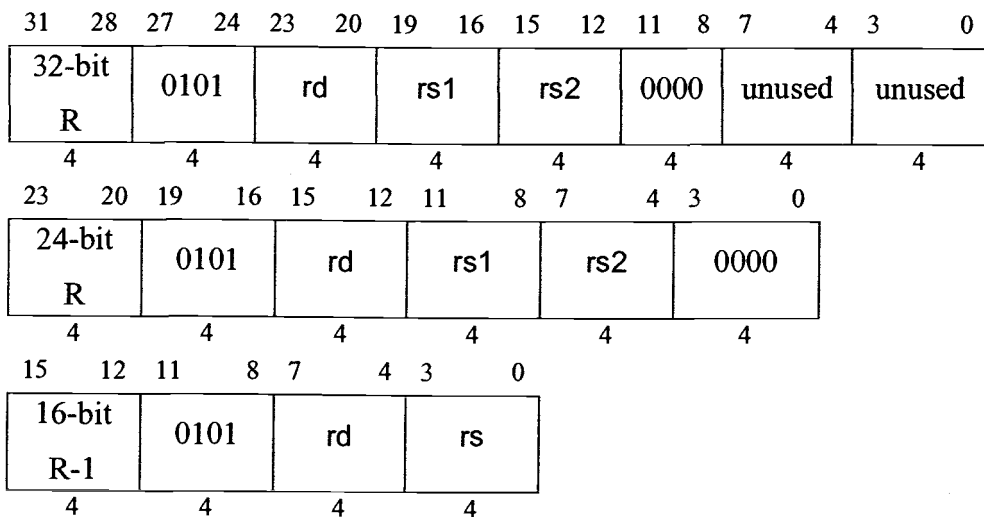 31 28 27 24 23 20 19 16 15 12 11 8 7 4 3 0
32-bit R 0101 rd rs1 rs2 0000 unused unused
4 4 4 4 4 4 4 4
23 20 19 16 15 12 11 8 7 4 3 0
24-bit R 0101 rd rs1 rs2 0000
4 4 4 4 4 4
15 12 11 8 7 4 3 0
16-bit R-1 0101 rd rs
4 4 4 4